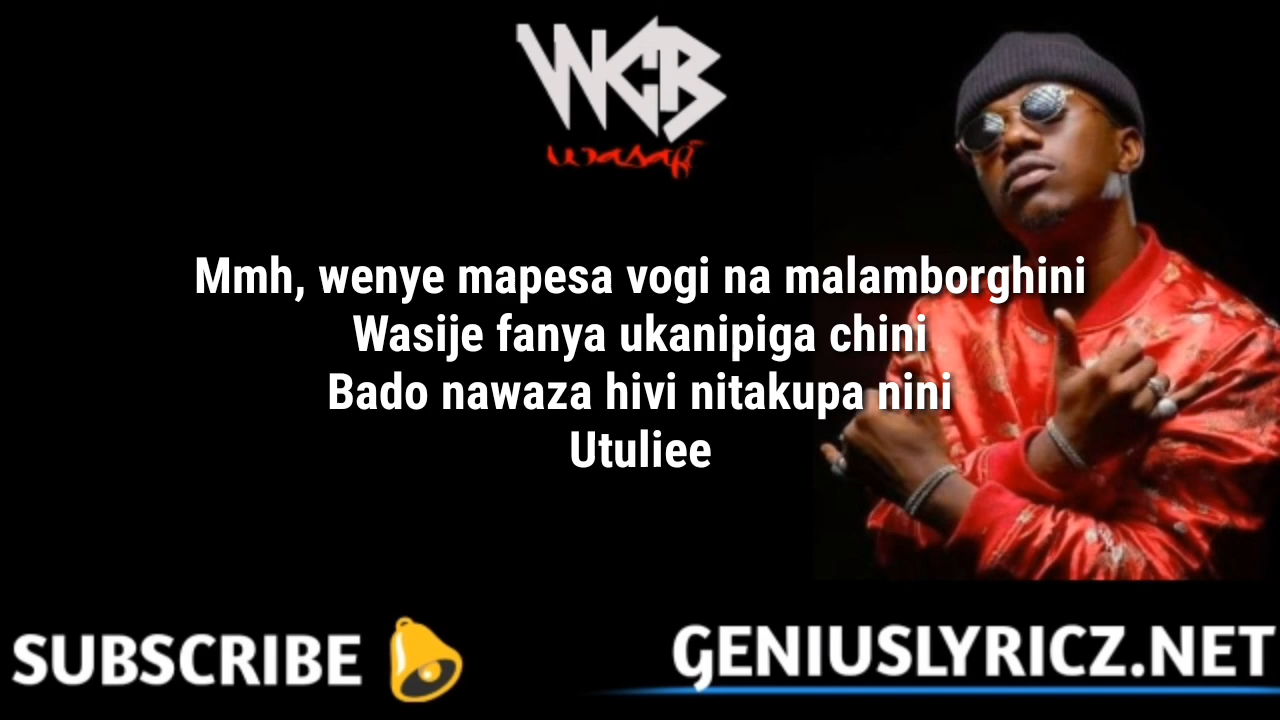 WCB
wasafi
Mmh, wenye mapesa vogi na malamborghini
Wasije fanya ukanipiga chini
Bado nawaza hivi nitakupa nini
Utuliee
SUBSCRIBE
GENIUSLYRICZ.NET